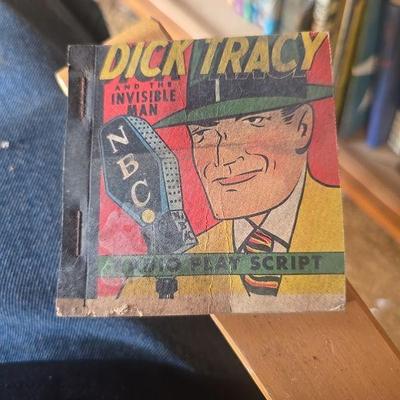 DICK TRACY
AND THE
INVISIBLE
MAN
NBC
RADIO PLAY SCRIPT